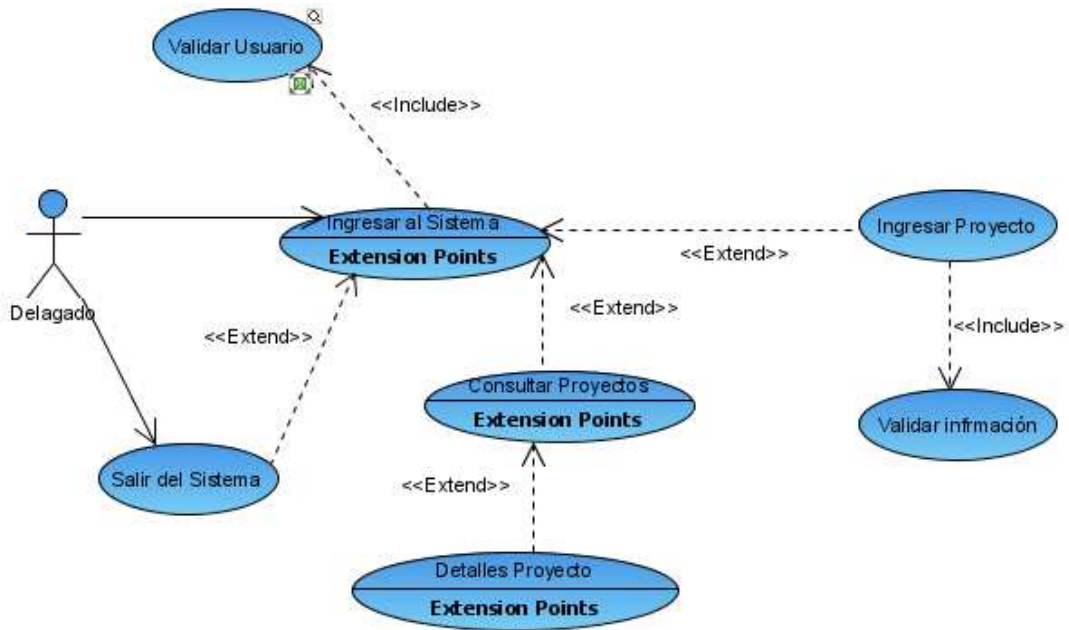 Validar Usuario
<<Include>>
Ingresar al Sistema
Extension Points
Ingresar Proyecto
<<Extend>>
Delagado
<<Extend>>
<<Extend>>
<<Include>>
Consultar Proyectos
Extension Points
Validar infrmación
Salir del Sistema
<<Extend>>
Detalles Proyecto
Extension Points